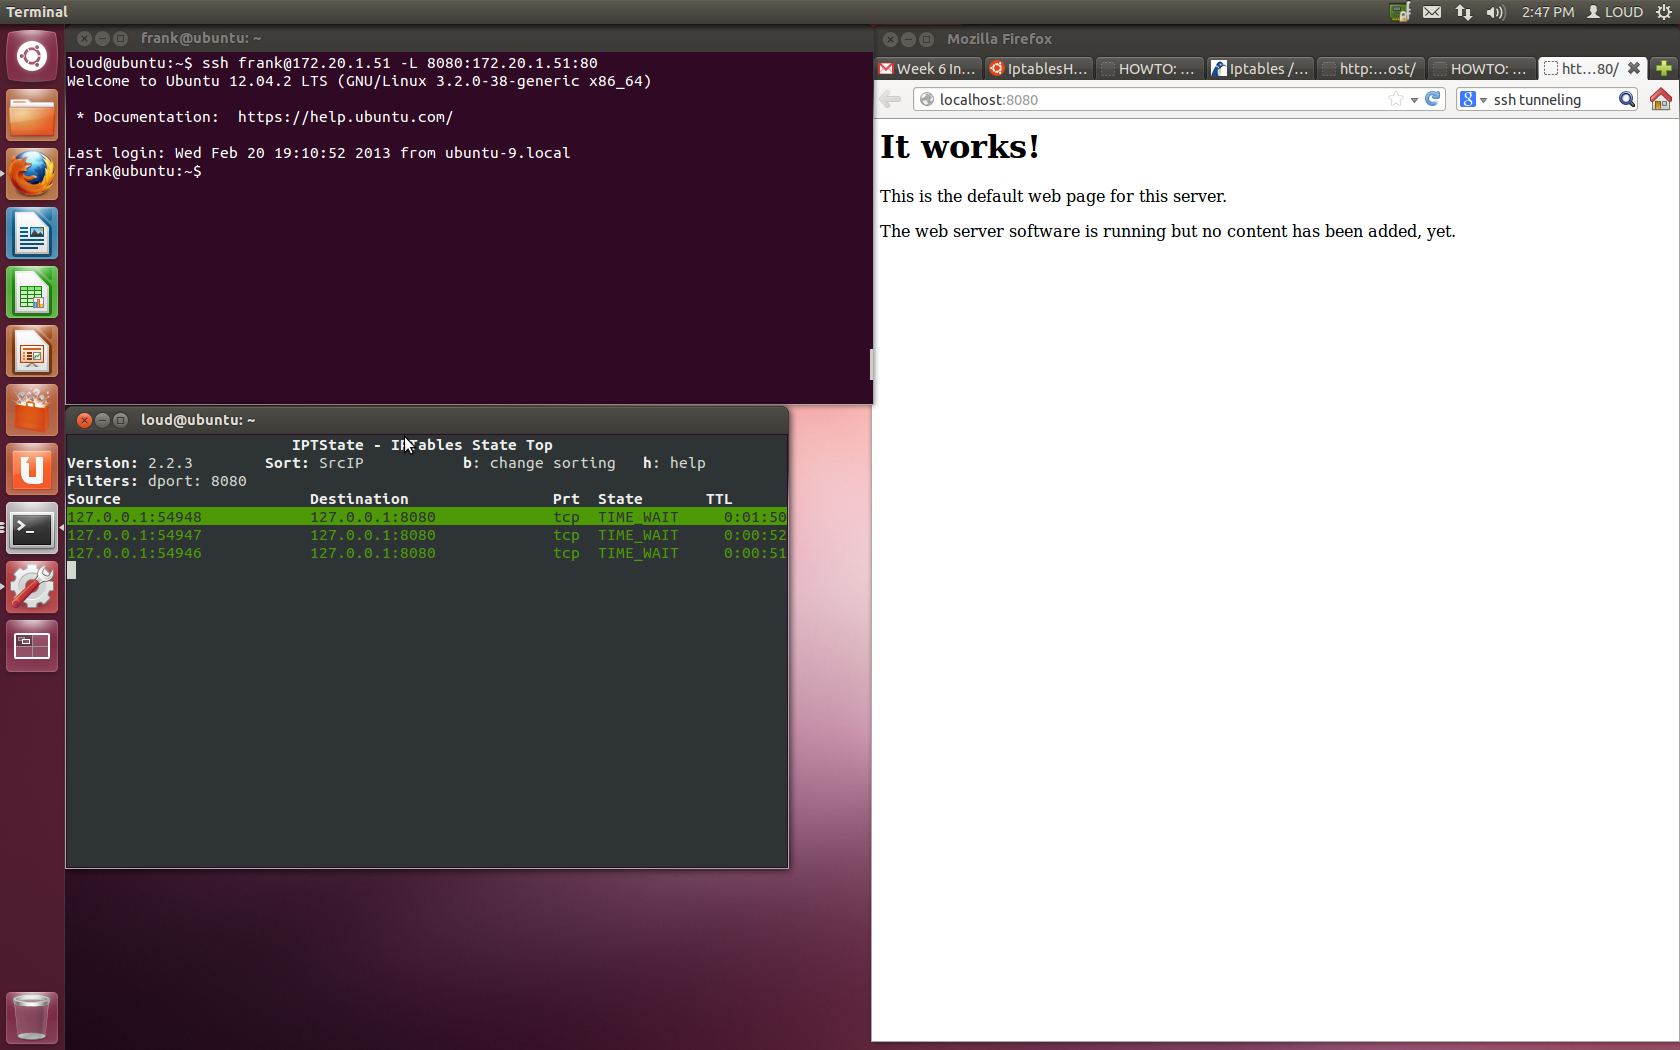 Terminal
2:47 PM LOUD
frank@ubuntu: ~
loud@ubuntu:~$ ssh frank@172.20.1.51 -L 8080:172.20.1.51:80
Welcome to Ubuntu 12.04.2 LTS (GNU/Linux 3.2.0-38-generic x86_64)
* Documentation:  https://help.ubuntu.com/
Last login: Wed Feb 20 19:10:52 2013 from ubuntu-9.local
frank@ubuntu:~$
loud@ubuntu: ~
IPTState - IPTables State Top
Version: 2.2.3 Sort: SrcIP b: change sorting h: help
Filters: dport: 8080
Source Destination Prt State TTL
127.0.0.1:54948 127.0.0.1:8080 tcp TIME_WAIT 0:01:50
127.0.0.1:54947 127.0.0.1:8080 tcp TIME_WAIT 0:00:52
127.0.0.1:54946 127.0.0.1:8080 tcp TIME_WAIT 0:00:51
Mozilla Firefox
Week 6 In... IptablesH... HOWTO: ... Iptables /... http:...ost/ HOWTO: ... htt...80/
localhost:8080 ssh tunneling
It works!
This is the default web page for this server.
The web server software is running but no content has been added, yet.